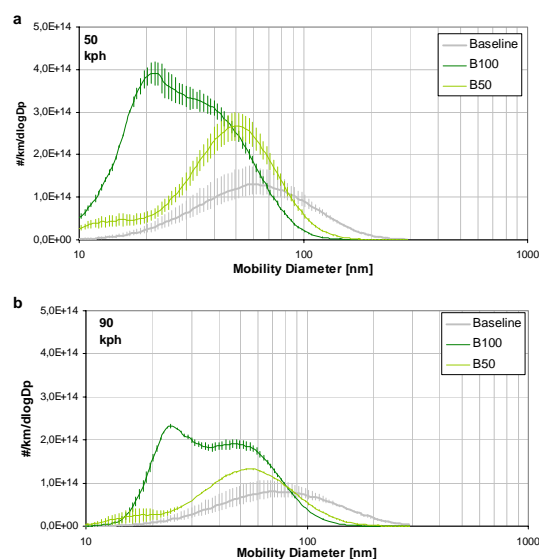 a
50
kph
Baseline
B100
B50
#/km/dlogDp
5,0E+14
4,0E+14
3,0E+14
2,0E+14
1,0E+14
0,0E+00
10
100
1000
Mobility Diameter [nm]
b
90
kph
Baseline
B100
B50
#/km/dlogDp
5,0E+14
4,0E+14
3,0E+14
2,0E+14
1,0E+14
0,0E+00
10
100
1000
Mobility Diameter [nm]